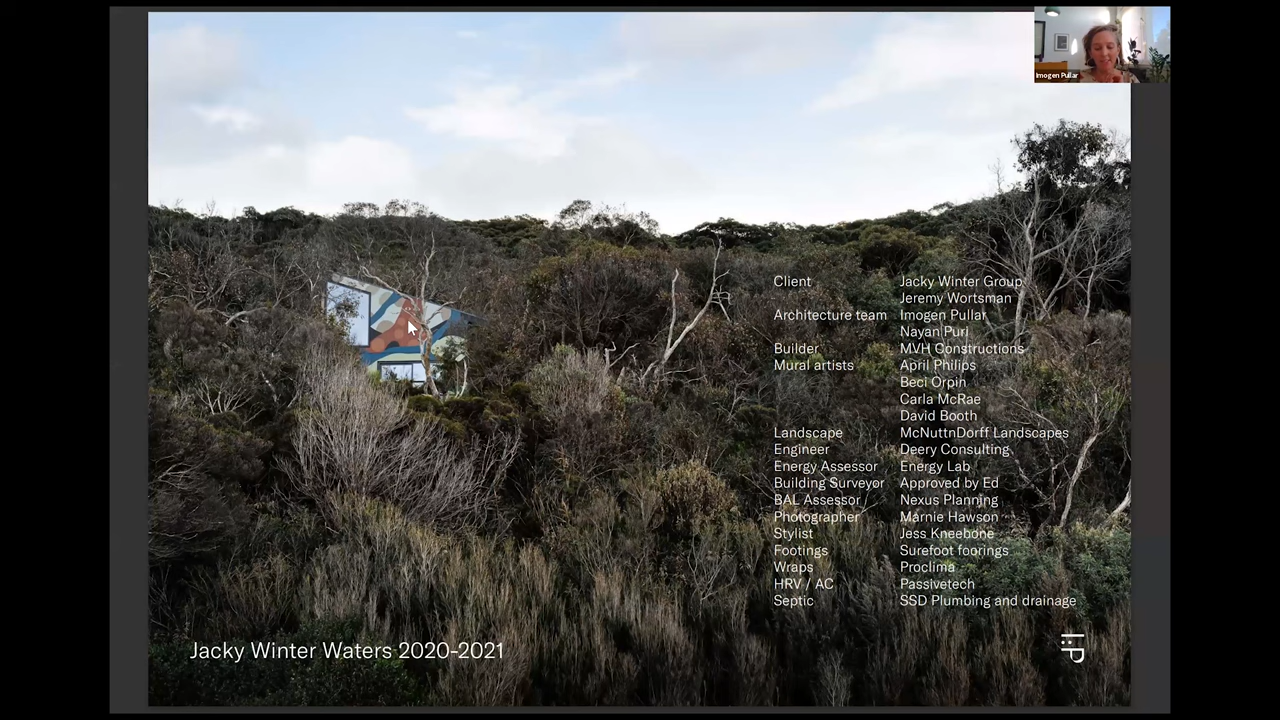 Imogen Pullar
Client Jacky Winter Group
Jeremy Wortsman
Architecture team Imogen Pullar
Nayan Puri
Builder MVH Constructions
Mural artists April Philips
Beci Orpin
Carla McRae
David Booth
Landscape McNuttnDorff Landscapes
Engineer Deery Consulting
Energy Assessor Energy Lab
Building Surveyor Approved by Ed
BAL Assessor Nexus Planning
Photographer Marnie Hawson
Stylist Jess Kneebone
Footings Surefoot foorings
Wraps Proclima
HRV / AC Passivetech
Septic SSD Plumbing and drainage
Jacky Winter Waters 2020-2021
i:P